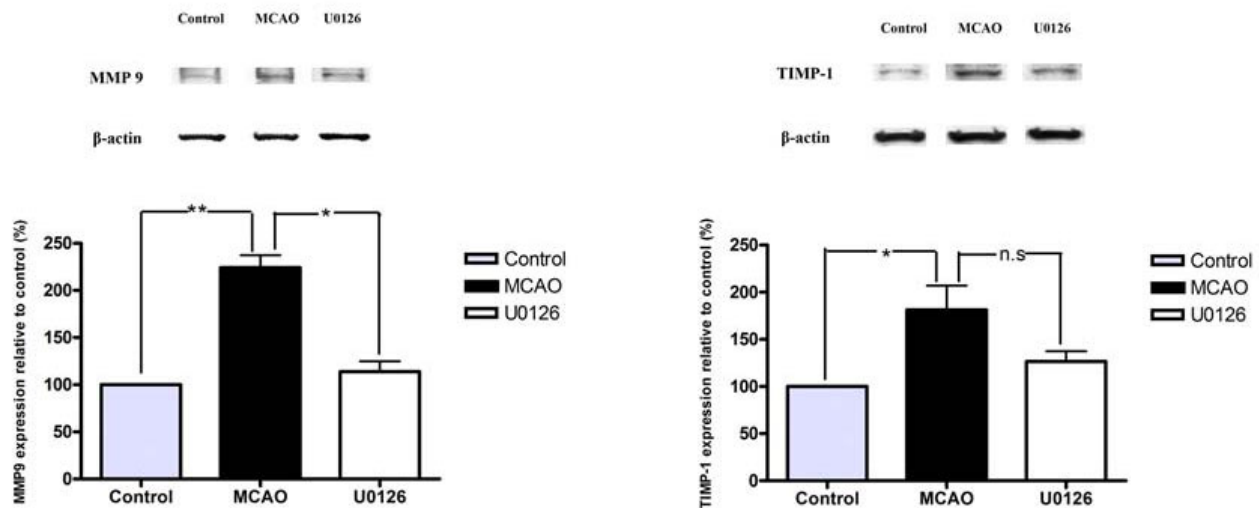 Control MCAO U0126
MMP 9
β-actin
**
*
MMP9 expression relative to control (%)
250
200
150
100
50
0
Control MCAO U0126
Control
MCAO
U0126
Control MCAO U0126
TIMP-1
β-actin
*
n.s
TIMP-1 expression relative to control (%)
250
200
150
100
50
0
Control MCAO U0126
Control
MCAO
U0126